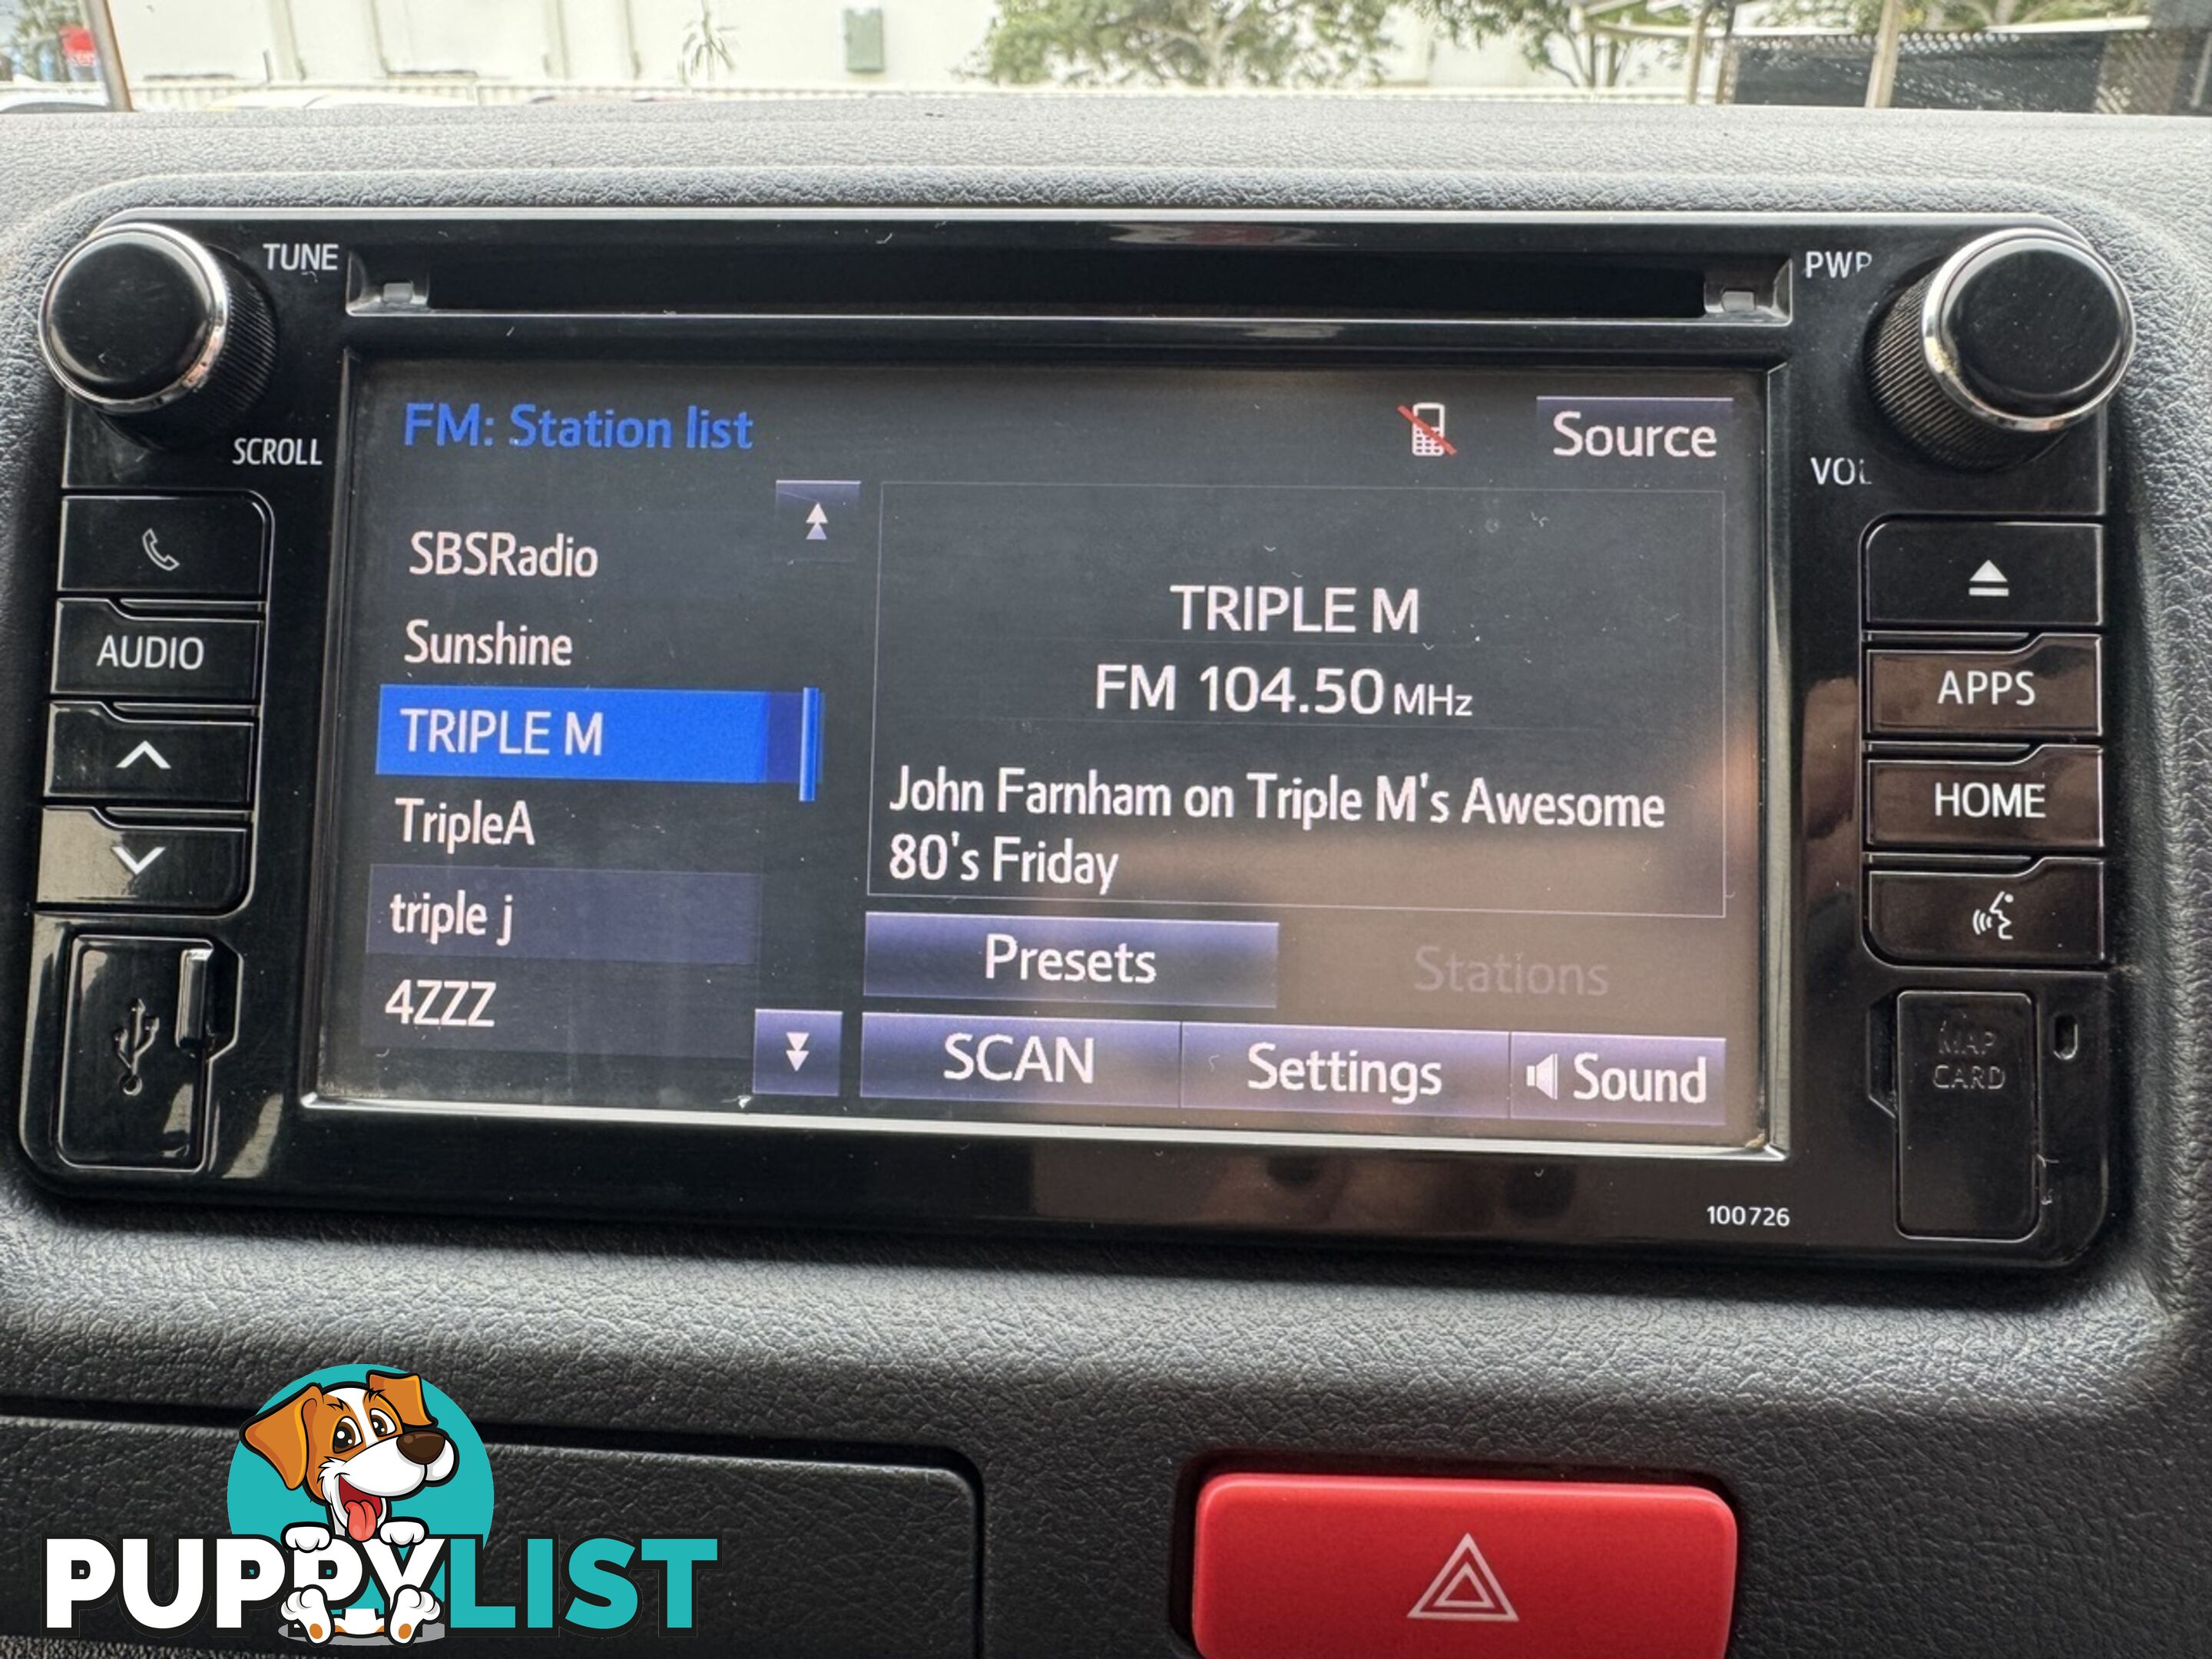 TUNE
PWR
SCROLL
VOL
FM: Station list
Source
SBSRadio
Sunshine
TRIPLE M
TripleA
triple j
4ZZZ
TRIPLE M
FM 104.50 MHz
John Farnham on Triple M's Awesome
80's Friday
Presets
Stations
SCAN
Settings
Sound
AUDIO
APPS
HOME
MAP
CARD
100726
PUPPYLIST